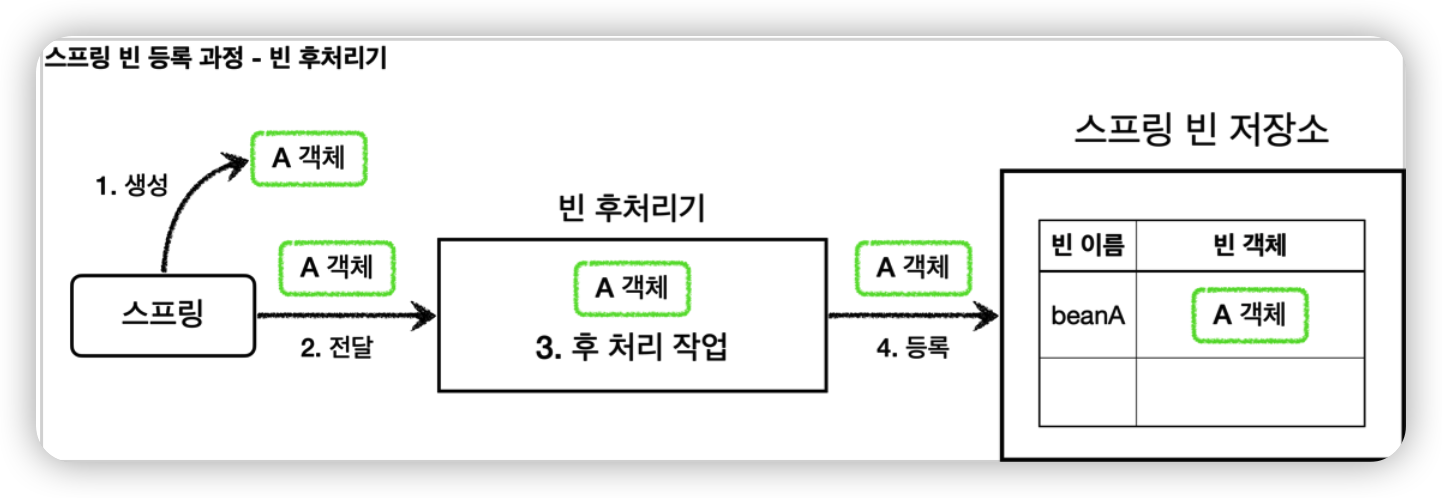 스프링 빈 등록 과정 - 빈 후처리기
스프링 빈 저장소
A 객체
1. 생성
빈 후처리기
빈 이름 빈 객체
A 객체
A 객체
A 객체
스프링
beanA A 객체
2. 전달
3. 후 처리 작업
4. 등록